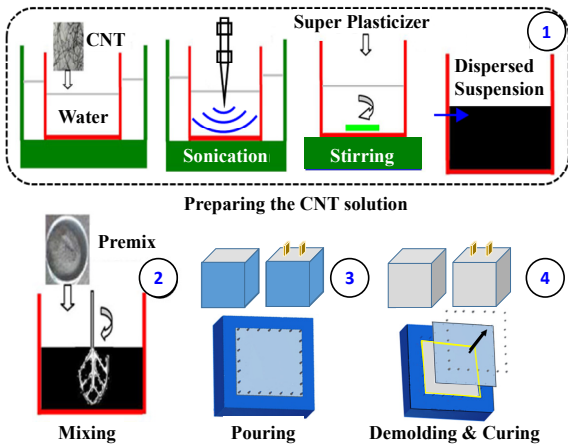 CNT
Water
Sonication
Super Plasticizer
Stirring
1
Dispersed
Suspension
Preparing the CNT solution
Premix
2
Mixing
3
Pouring
4
Demolding & Curing